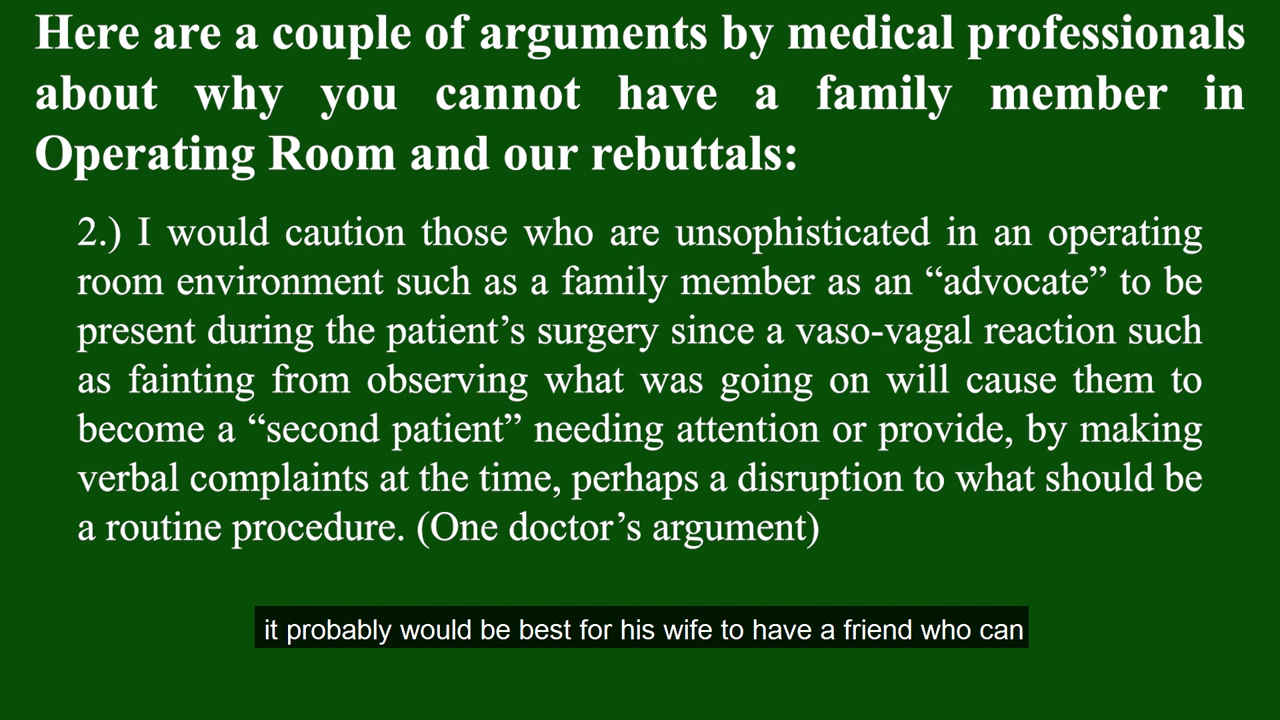 Here are a couple of arguments by medical professionals
about why you cannot have a family member in
Operating Room and our rebuttals:
2.) I would caution those who are unsophisticated in an operating
room environment such as a family member as an “advocate” to be
present during the patient’s surgery since a vaso-vagal reaction such
as fainting from observing what was going on will cause them to
become a “second patient” needing attention or provide, by making
verbal complaints at the time, perhaps a disruption to what should be
a routine procedure. (One doctor’s argument)
it probably would be best for his wife to have a friend who can